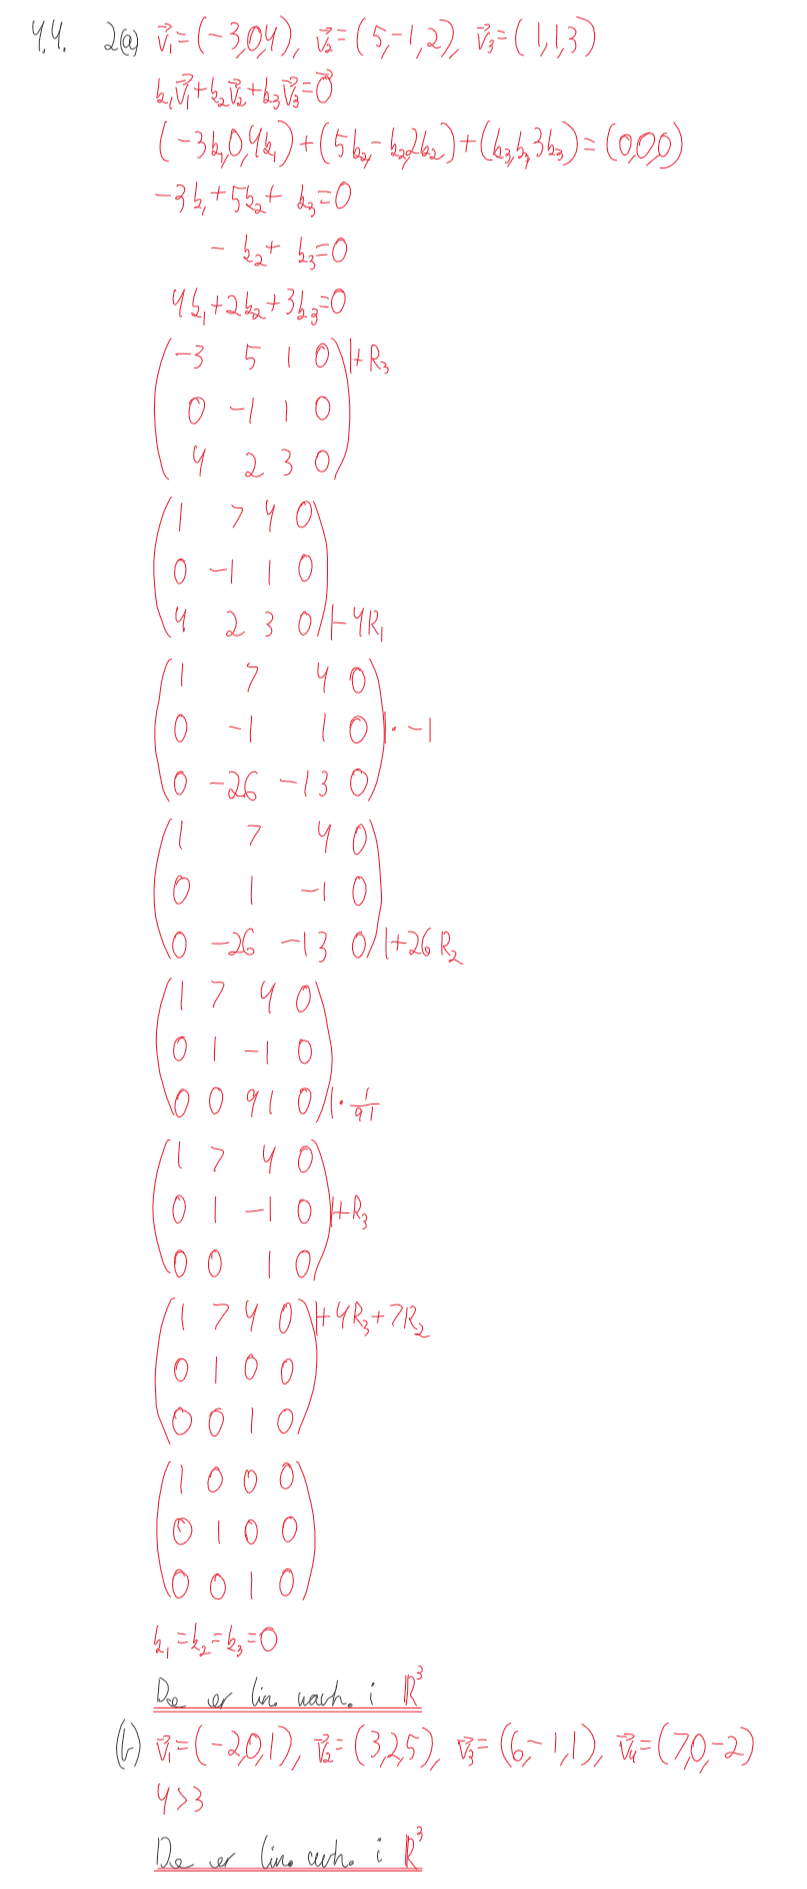 4.4. 2(a) v⃗₁=(-3,0,4), v⃗₂=(5,-1,2), v⃗₃=(1,1,3)
k₁v⃗₁+k₂v⃗₂+k₃v⃗₃=0⃗
(-3k₁,0,4k₁)+(5k₂,-k₂,2k₂)+(k₃,k₃,3k₃)=(0,0,0)
-3k₁+5k₂+k₃=0
-k₂+k₃=0
4k₁+2k₂+3k₃=0
(-3 5 1 0)|+R₃
0 -1 1 0
4 2 3 0
(1 7 4 0)
0 -1 1 0
4 2 3 0 |-4R₁
(1 7 4 0)
0 -1 1 0 |· -1
0 -26 -13 0
(1 7 4 0)
0 1 -1 0
0 -26 -13 0 |+26R₂
(1 7 4 0)
0 1 -1 0
0 0 91 0 |· 1/91
(1 7 4 0)
0 1 -1 0 |+R₃
0 0 1 0
(1 7 4 0)|+4R₃+7R₂
0 1 0 0
0 0 1 0
(1 0 0 0)
0 1 0 0
0 0 1 0
k₁=k₂=k₃=0
De er lin. uavh. i ℝ³
(b) v⃗₁=(-2,0,1), v⃗₂=(3,2,5), v⃗₃=(6,-1,1), v⃗₄=(7,0,-2)
4>3
De er lin. avh. i ℝ³